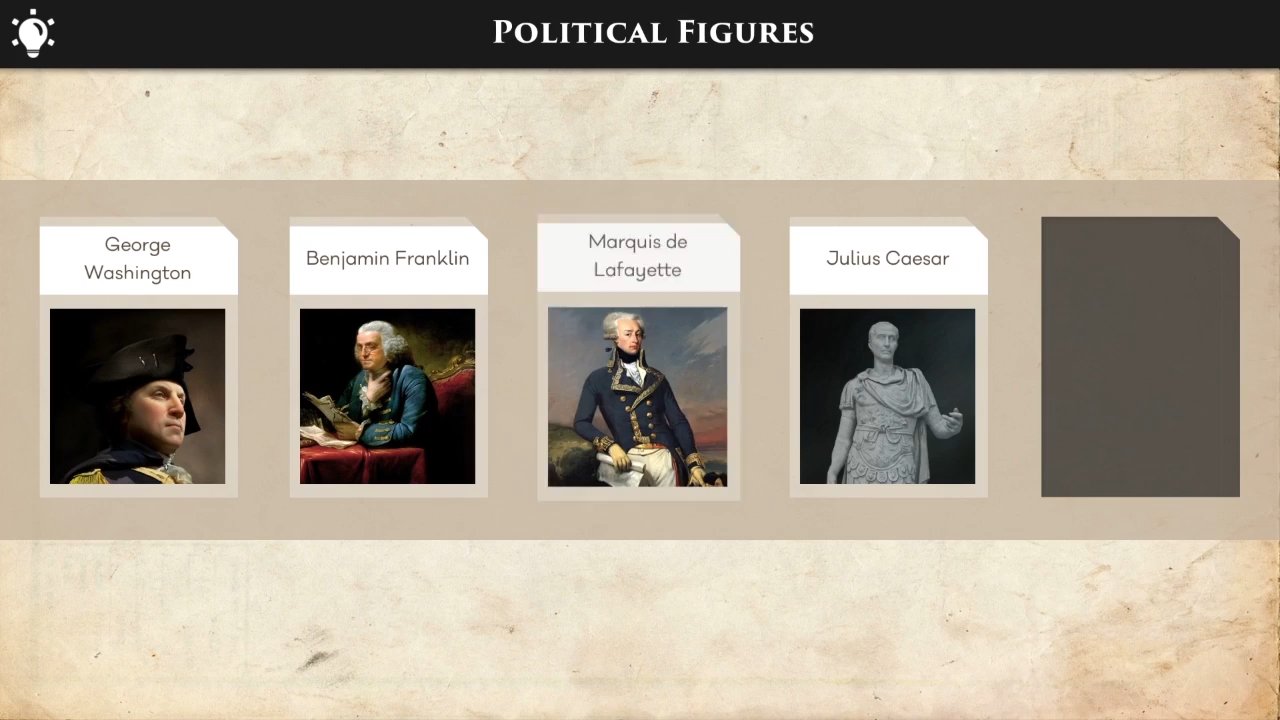 Political Figures
George
Washington
Benjamin Franklin
Marquis de
Lafayette
Julius Caesar